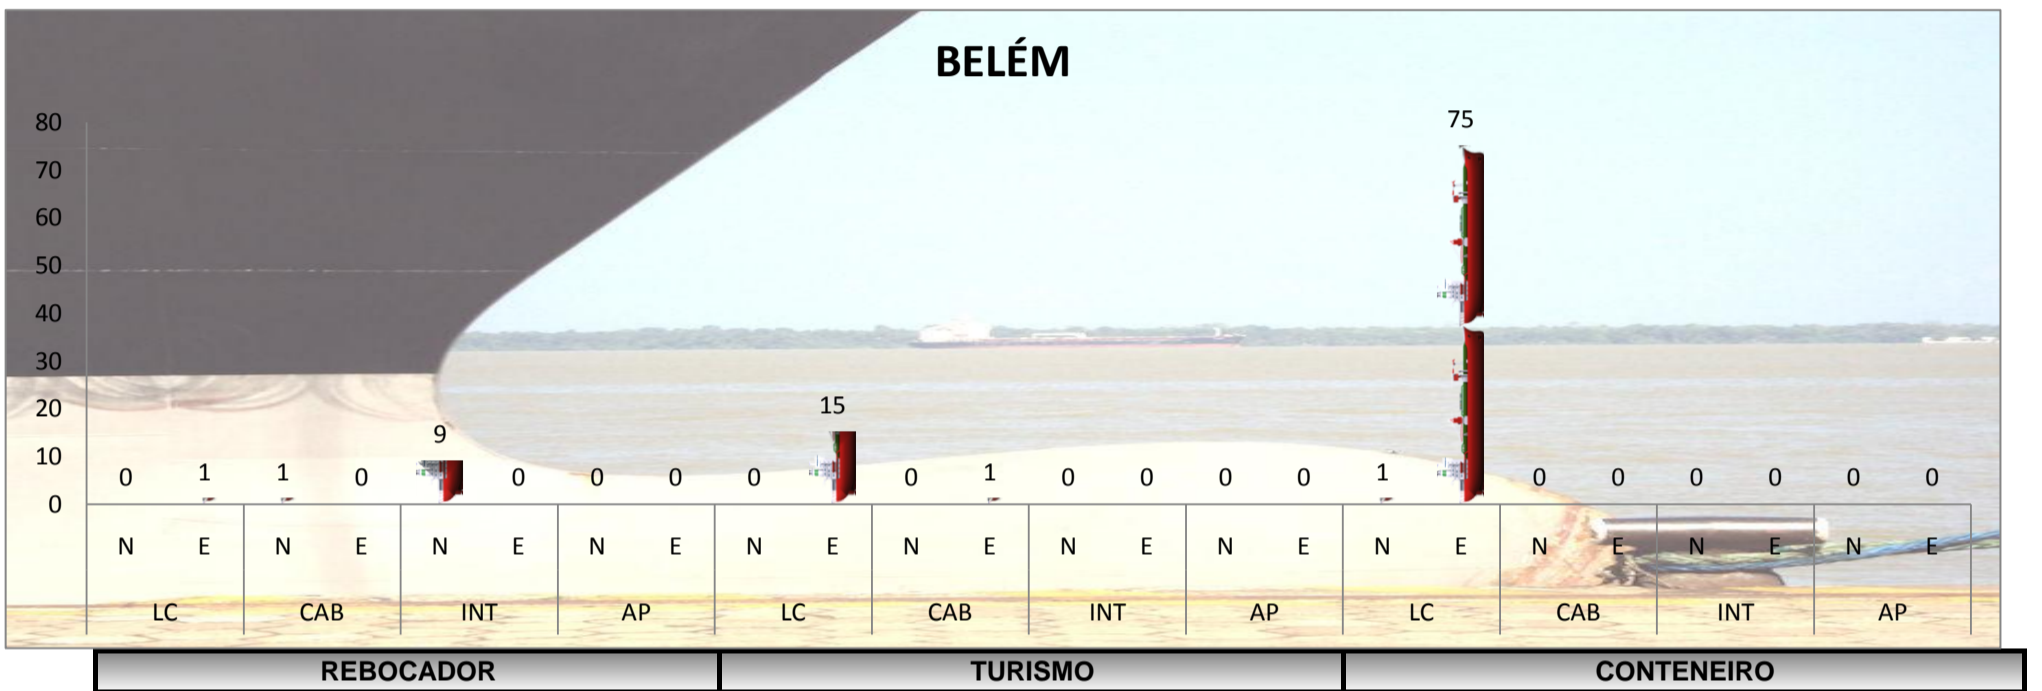 BELÉM
80
70
60
50
40
30
20
10
0
75
15
9
0 1 1 0 0 0 0 0 0 1 0 0 0 0 1 0 0 0 0 0 0
N E N E N E N E N E N E N E N E N E N E N E N E
LC CAB INT AP LC CAB INT AP LC CAB INT AP
REBOCADOR TURISMO CONTENEIRO